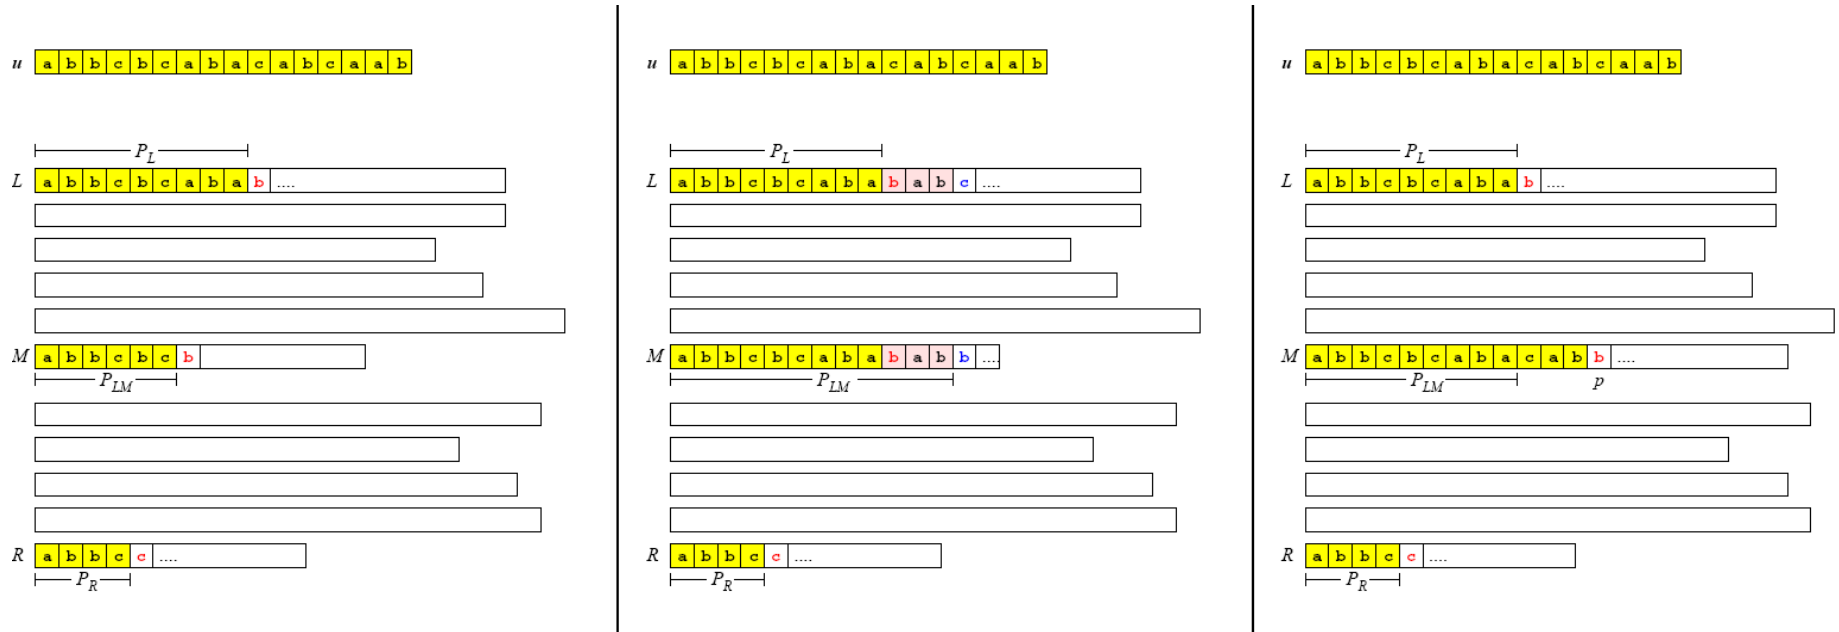 u a b b c b c a b a c a b c a a b
P_L
L a b b c b c a b a b ....
M a b b c b c b
P_LM
R a b b c c ....
P_R
u a b b c b c a b a c a b c a a b
P_L
L a b b c b c a b a b a b c ....
M a b b c b c a b a b a b b ....
P_LM
R a b b c c ....
P_R
u a b b c b c a b a c a b c a a b
P_L
L a b b c b c a b a b ....
M a b b c b c a b a c a b b ....
P_LM p
R a b b c c ....
P_R